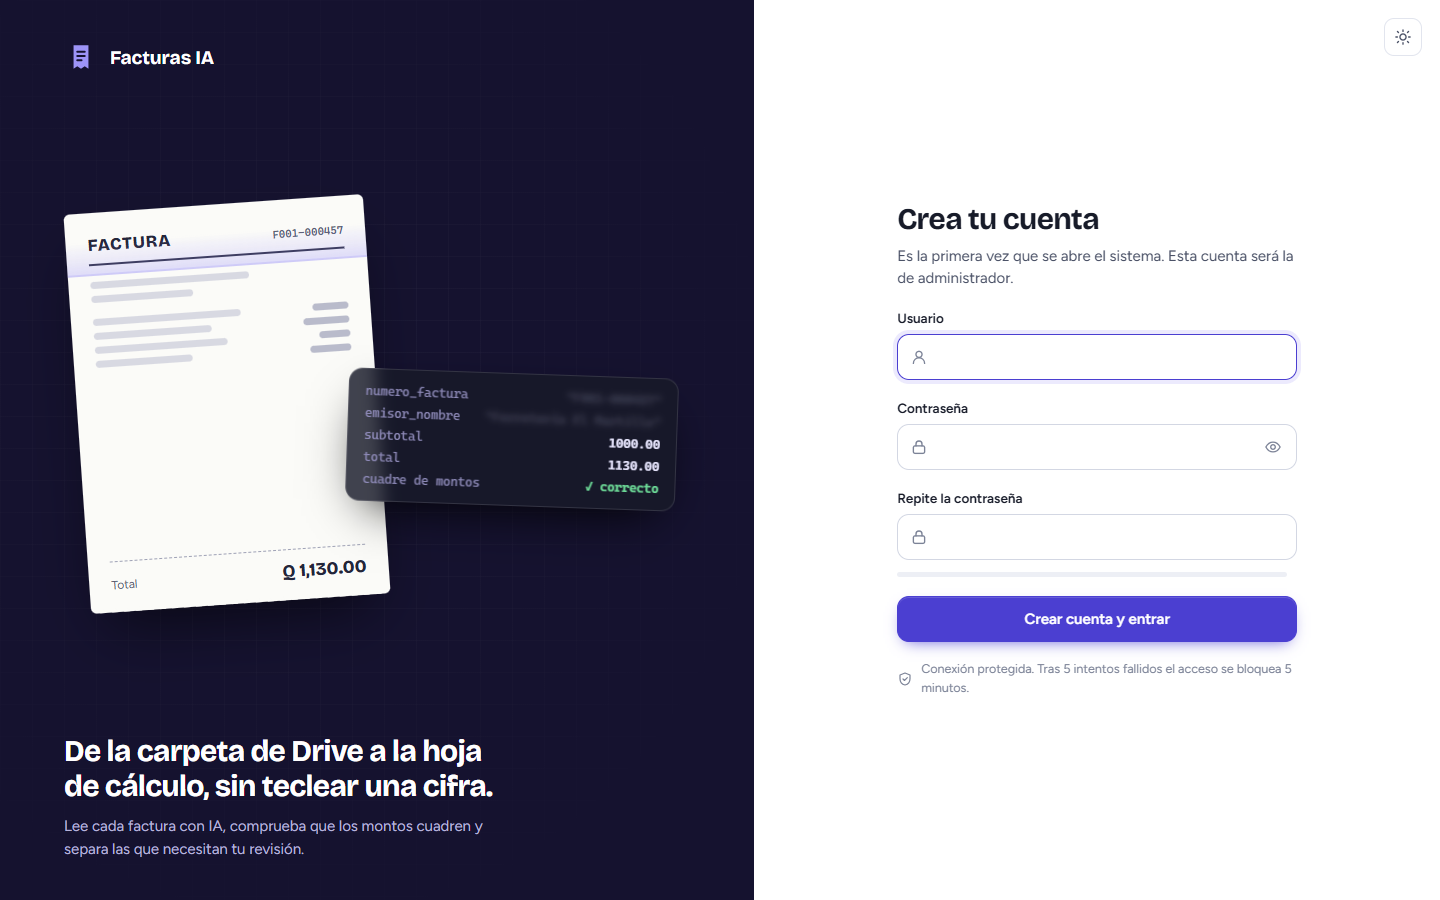 Facturas IA
FACTURA
F001-000457
numero_factura
emisor_nombre
subtotal 1000.00
total 1130.00
cuadre de montos ✓ correcto
Total
Q 1,130.00
De la carpeta de Drive a la hoja
de cálculo, sin teclear una cifra.
Lee cada factura con IA, comprueba que los montos cuadren y
separa las que necesitan tu revisión.
Crea tu cuenta
Es la primera vez que se abre el sistema. Esta cuenta será la
de administrador.
Usuario
Contraseña
Repite la contraseña
Crear cuenta y entrar
Conexión protegida. Tras 5 intentos fallidos el acceso se bloquea 5
minutos.